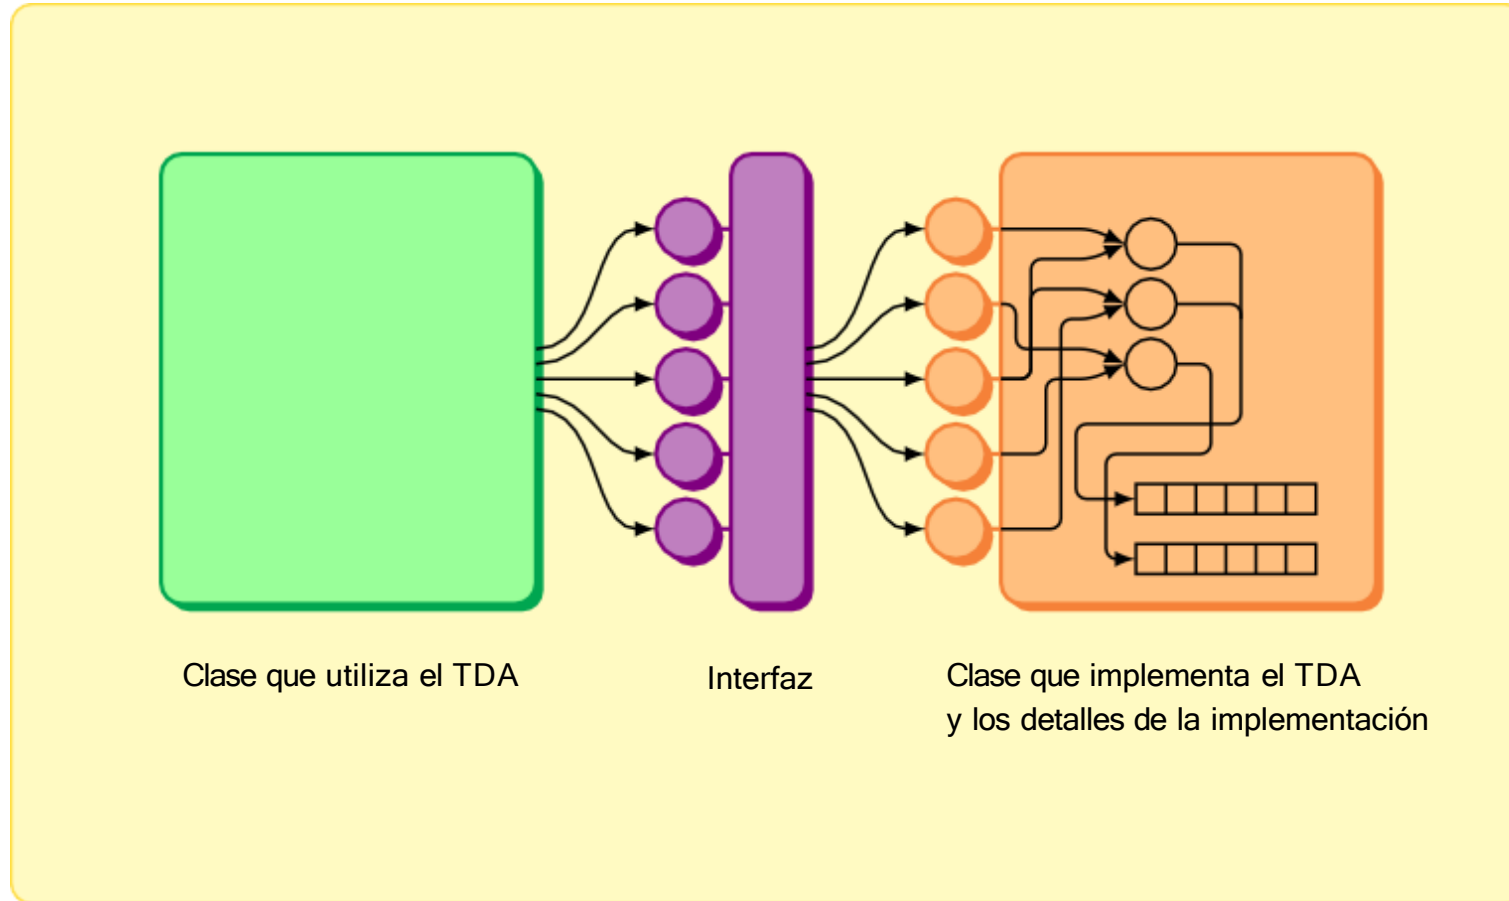 Clase que utiliza el TDA
Interfaz
Clase que implementa el TDA
y los detalles de la implementación